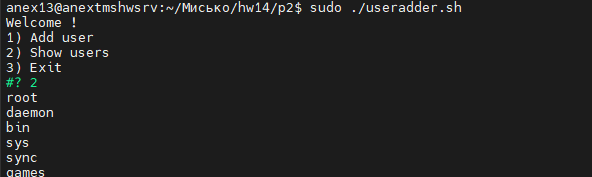 anex13@anextmshwsrv:~/Мисько/hw14/p2$ sudo ./useradder.sh
Welcome !
1) Add user
2) Show users
3) Exit
#? 2
root
daemon
bin
sys
sync
games